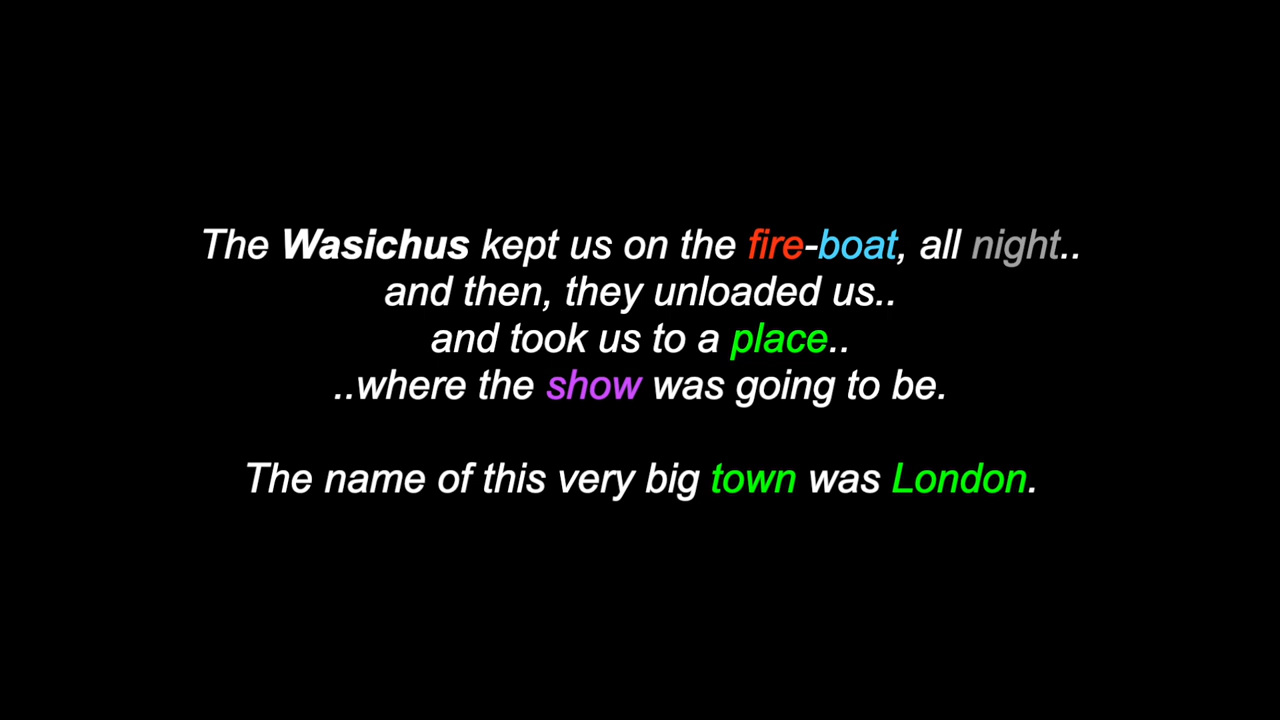 The Wasichus kept us on the fire-boat, all night..
and then, they unloaded us..
and took us to a place..
..where the show was going to be.
The name of this very big town was London.